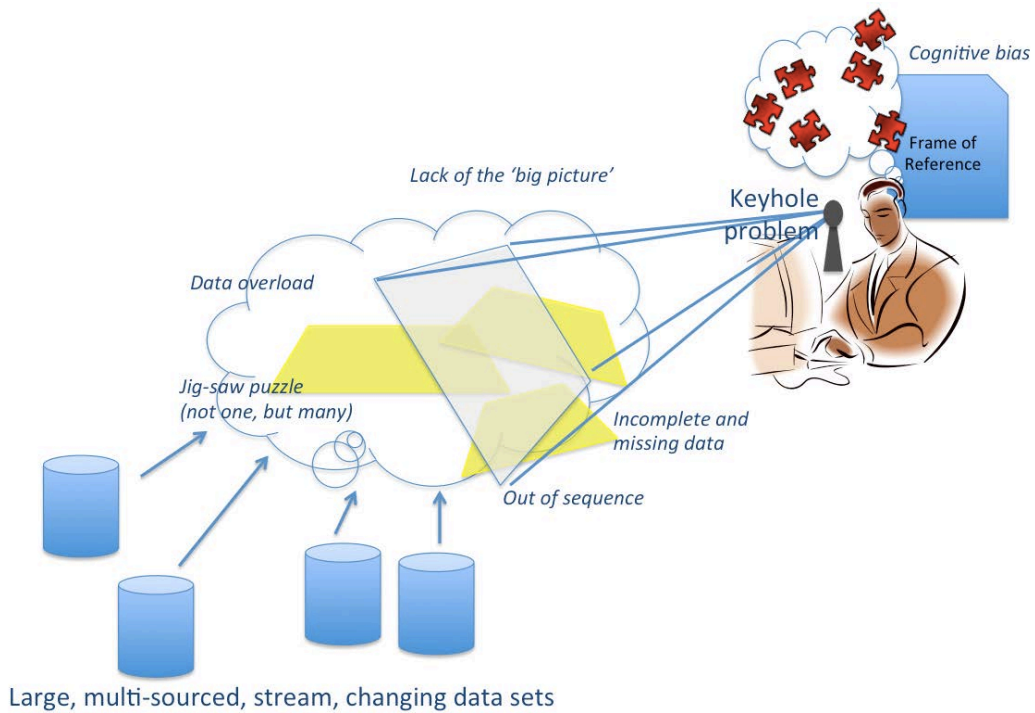 Cognitive bias
Frame of
Reference
Lack of the ‘big picture’
Keyhole
problem
Data overload
Jig-saw puzzle
(not one, but many)
Incomplete and
missing data
Out of sequence
Large, multi-sourced, stream, changing data sets